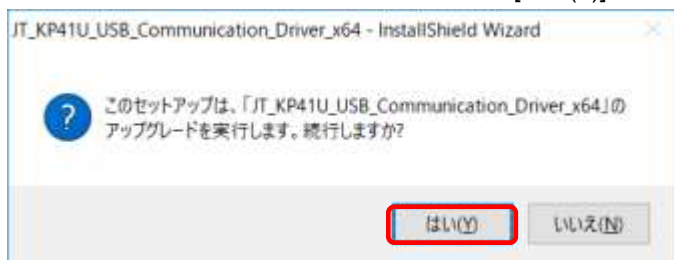 JT_KP41U_USB_Communication_Driver_x64 - InstallShield Wizard
このセットアップは、「JT_KP41U_USB_Communication_Driver_x64」の
アップグレードを実行します。続行しますか?
はい(Y)
いいえ(N)